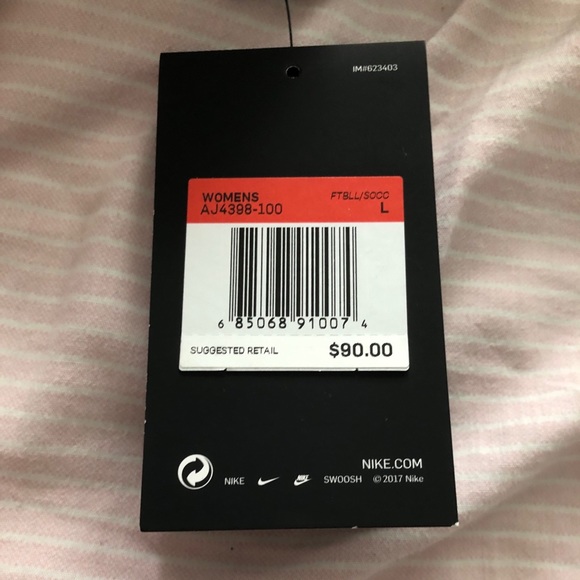 IM#623403
WOMENS FTBLL/SOCC
AJ4398-100 L
6 85068 91007 4
SUGGESTED RETAIL $90.00
NIKE.COM
NIKE NIKE SWOOSH © 2017 Nike